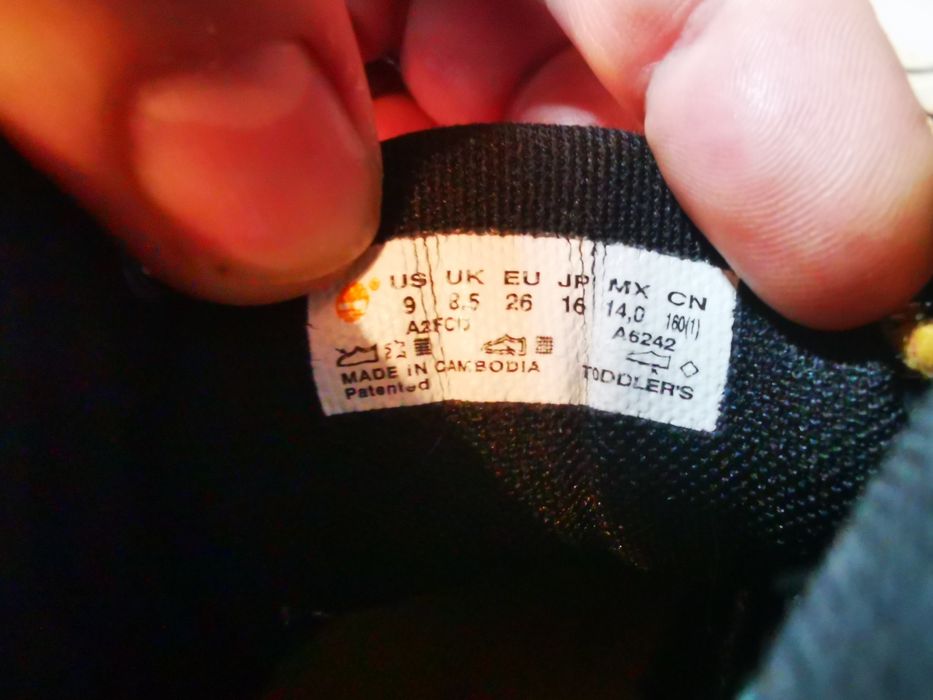 US UK EU JP MX CN
9 8.5 26 16 14,0 160(1)
A6242
MADE IN CAMBODIA TODDLER'S
Patented